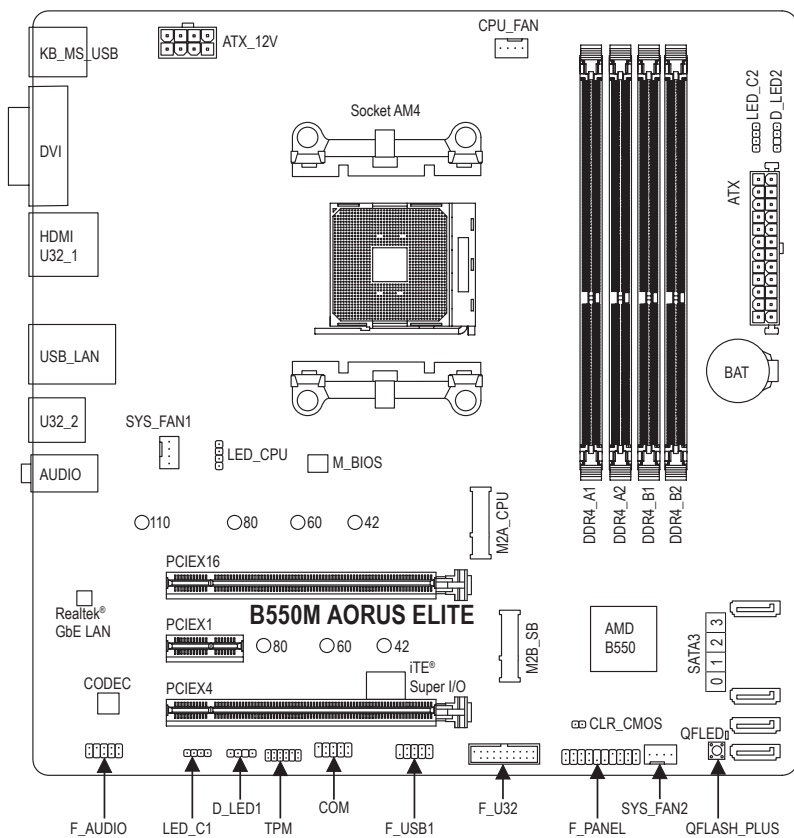 KB_MS_USB
ATX_12V
CPU_FAN
LED_C2
D_LED2
Socket AM4
DVI
ATX
HDMI
U32_1
USB_LAN
BAT
U32_2
SYS_FAN1
LED_CPU
M_BIOS
AUDIO
DDR4_A1
DDR4_A2
DDR4_B1
DDR4_B2
M2A_CPU
110
80
60
42
PCIEX16
Realtek®
GbE LAN
B550M AORUS ELITE
PCIEX1
80
60
42
M2B_SB
AMD
B550
SATA3
0 1 2 3
iTE®
Super I/O
CODEC
PCIEX4
CLR_CMOS
QFLED
F_AUDIO
LED_C1
D_LED1
TPM
COM
F_USB1
F_U32
F_PANEL
SYS_FAN2
QFLASH_PLUS